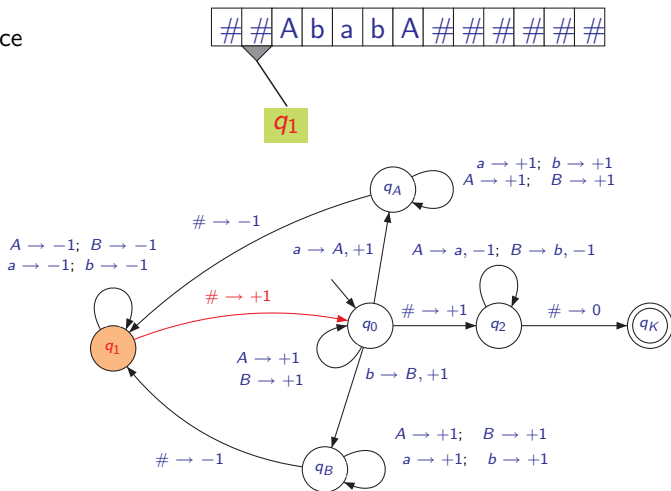 # # A b a b A # # # # # #
ce
q1
a → +1; b → +1
A → +1; B → +1
qA
# → −1
A → −1; B → −1
a → −1; b → −1
a → A, +1
A → a, −1; B → b, −1
# → +1
# → +1
# → 0
q1
q0
q2
qK
A → +1
B → +1
b → B, +1
A → +1; B → +1
a → +1; b → +1
# → −1
qB